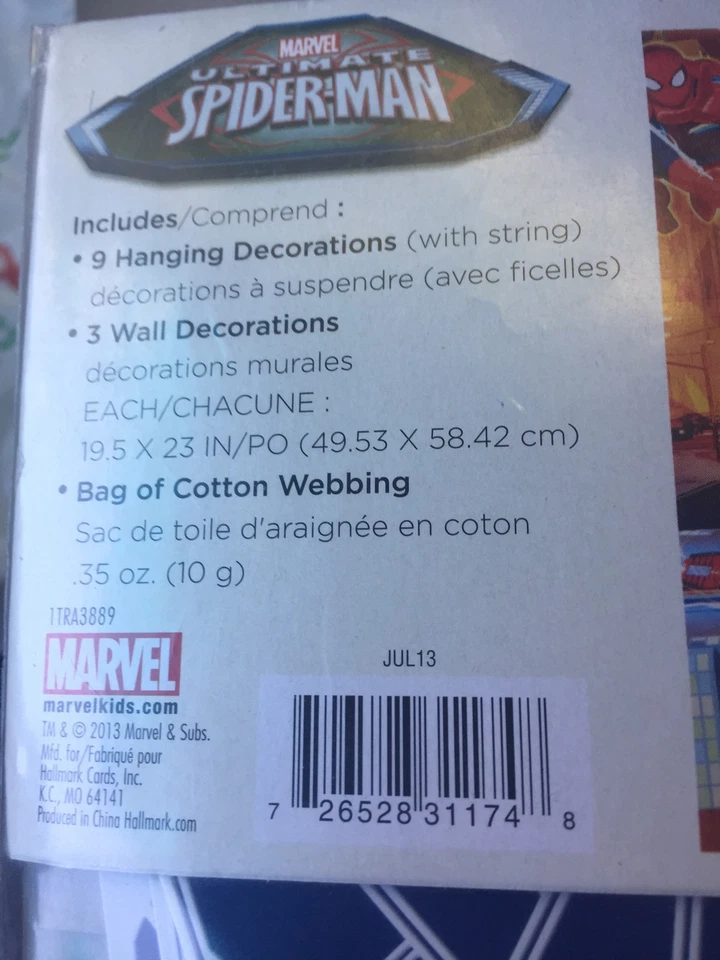 MARVEL
ULTIMATE
SPIDER-MAN
Includes/Comprend :
• 9 Hanging Decorations (with string)
décorations à suspendre (avec ficelles)
• 3 Wall Decorations
décorations murales
EACH/CHACUNE :
19.5 X 23 IN/PO (49.53 X 58.42 cm)
• Bag of Cotton Webbing
Sac de toile d'araignée en coton
.35 oz. (10 g)
1TRA3889
MARVEL
marvelkids.com
TM & © 2013 Marvel & Subs.
Mfd. for/Fabriqué pour
Hallmark Cards, Inc.
K.C., MO 64141
Produced in China Hallmark.com
JUL13
7 26528 31174 8